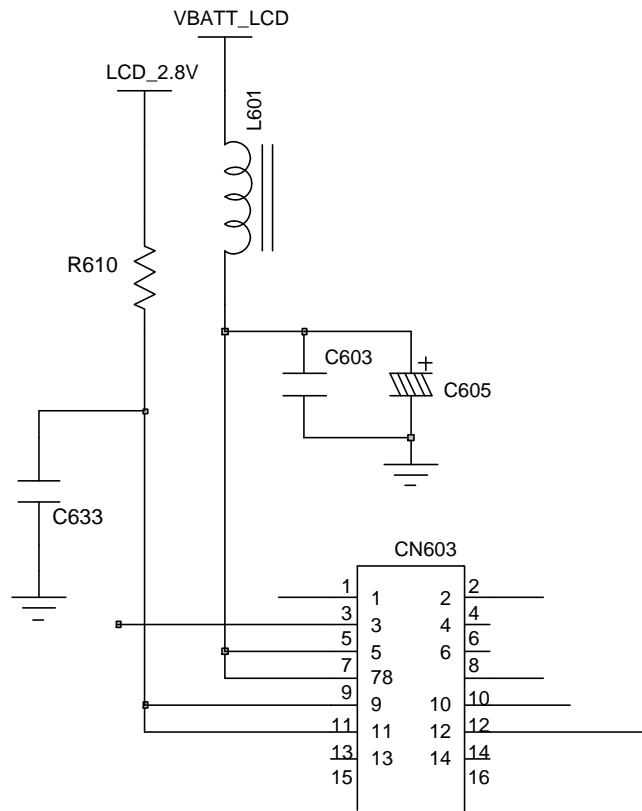 VBATT_LCD
LCD_2.8V
L601
R610
C603
+
C605
C633
CN603
1 1 2 2
3 3 4 4
5 5 6 6
7 78 8
9 9 10 10
11 11 12 12
13 13 14 14
15 16